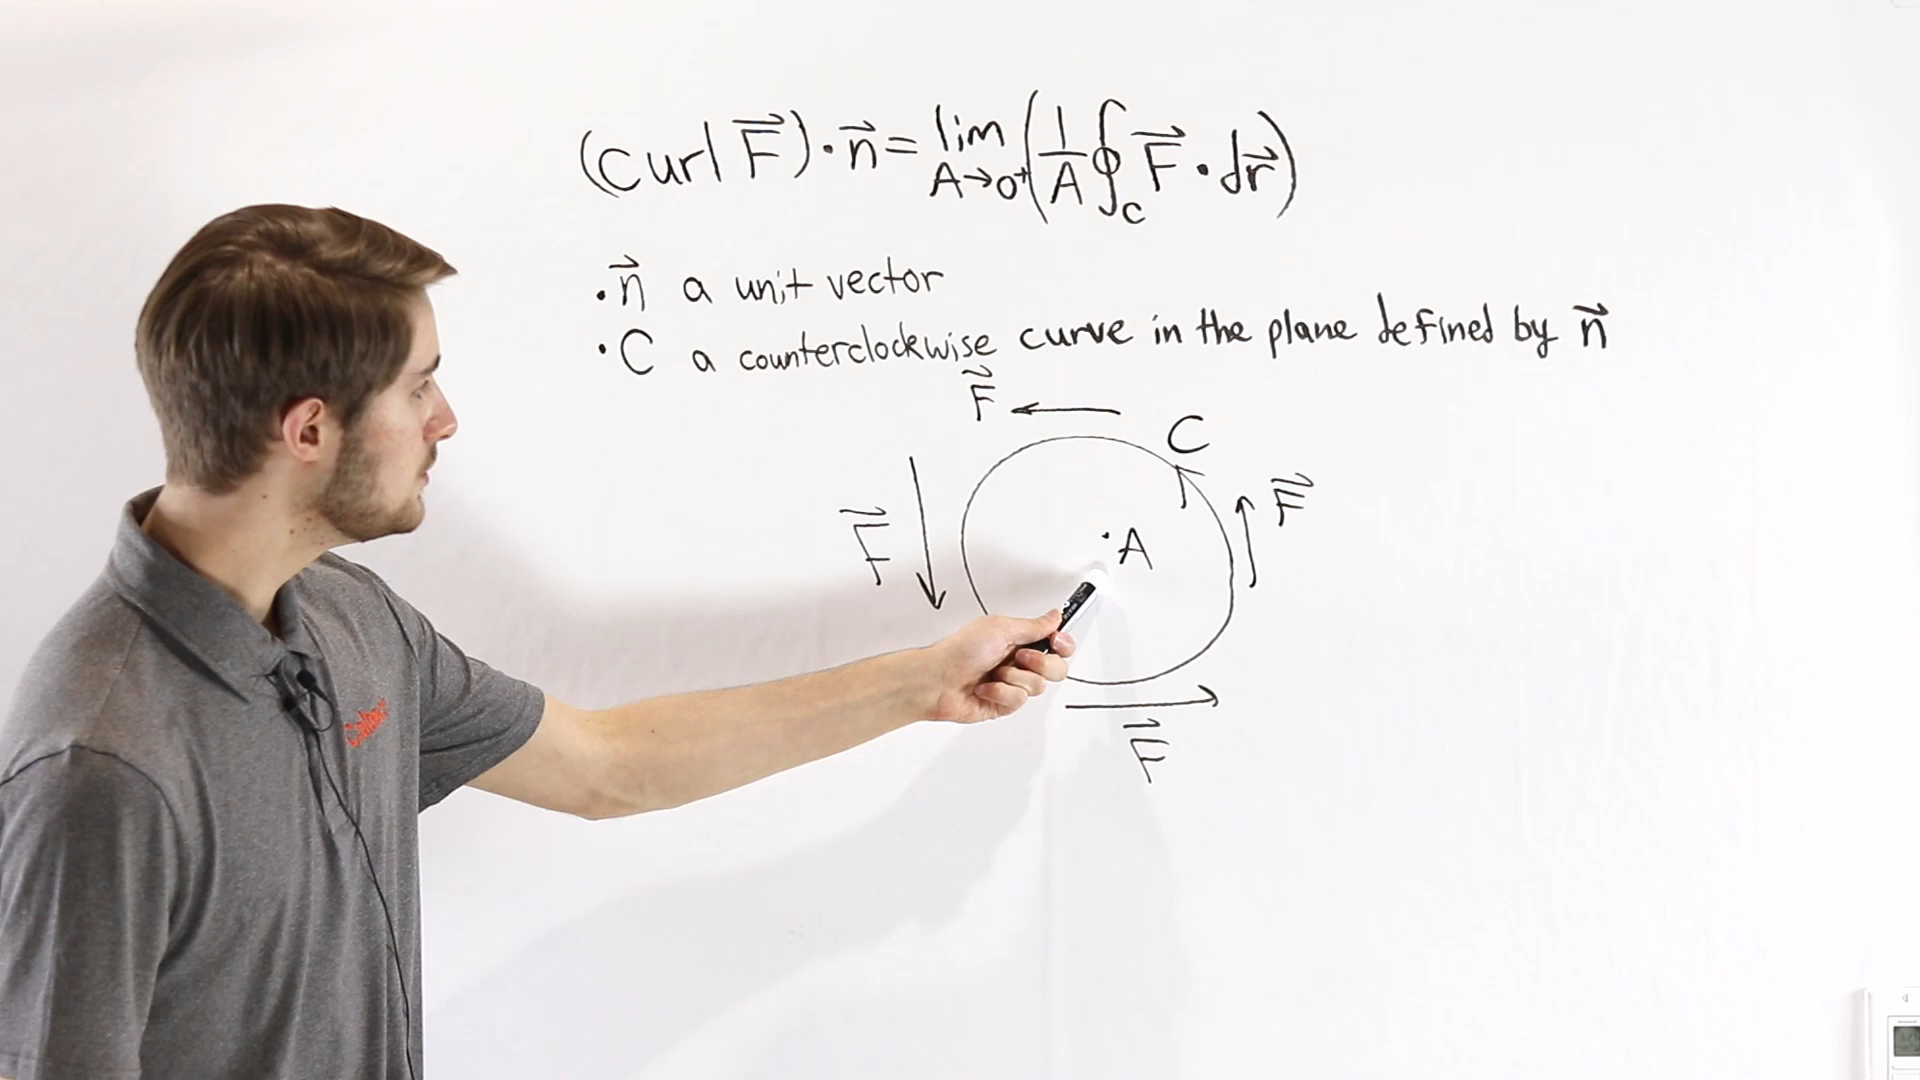 (curl F⃗)·n⃗ = lim A→0⁺ (1/A ∮_C F⃗·dr⃗)
·n⃗ a unit vector
·C a counterclockwise curve in the plane defined by n⃗
F⃗
C
F⃗
F⃗
·A
F⃗